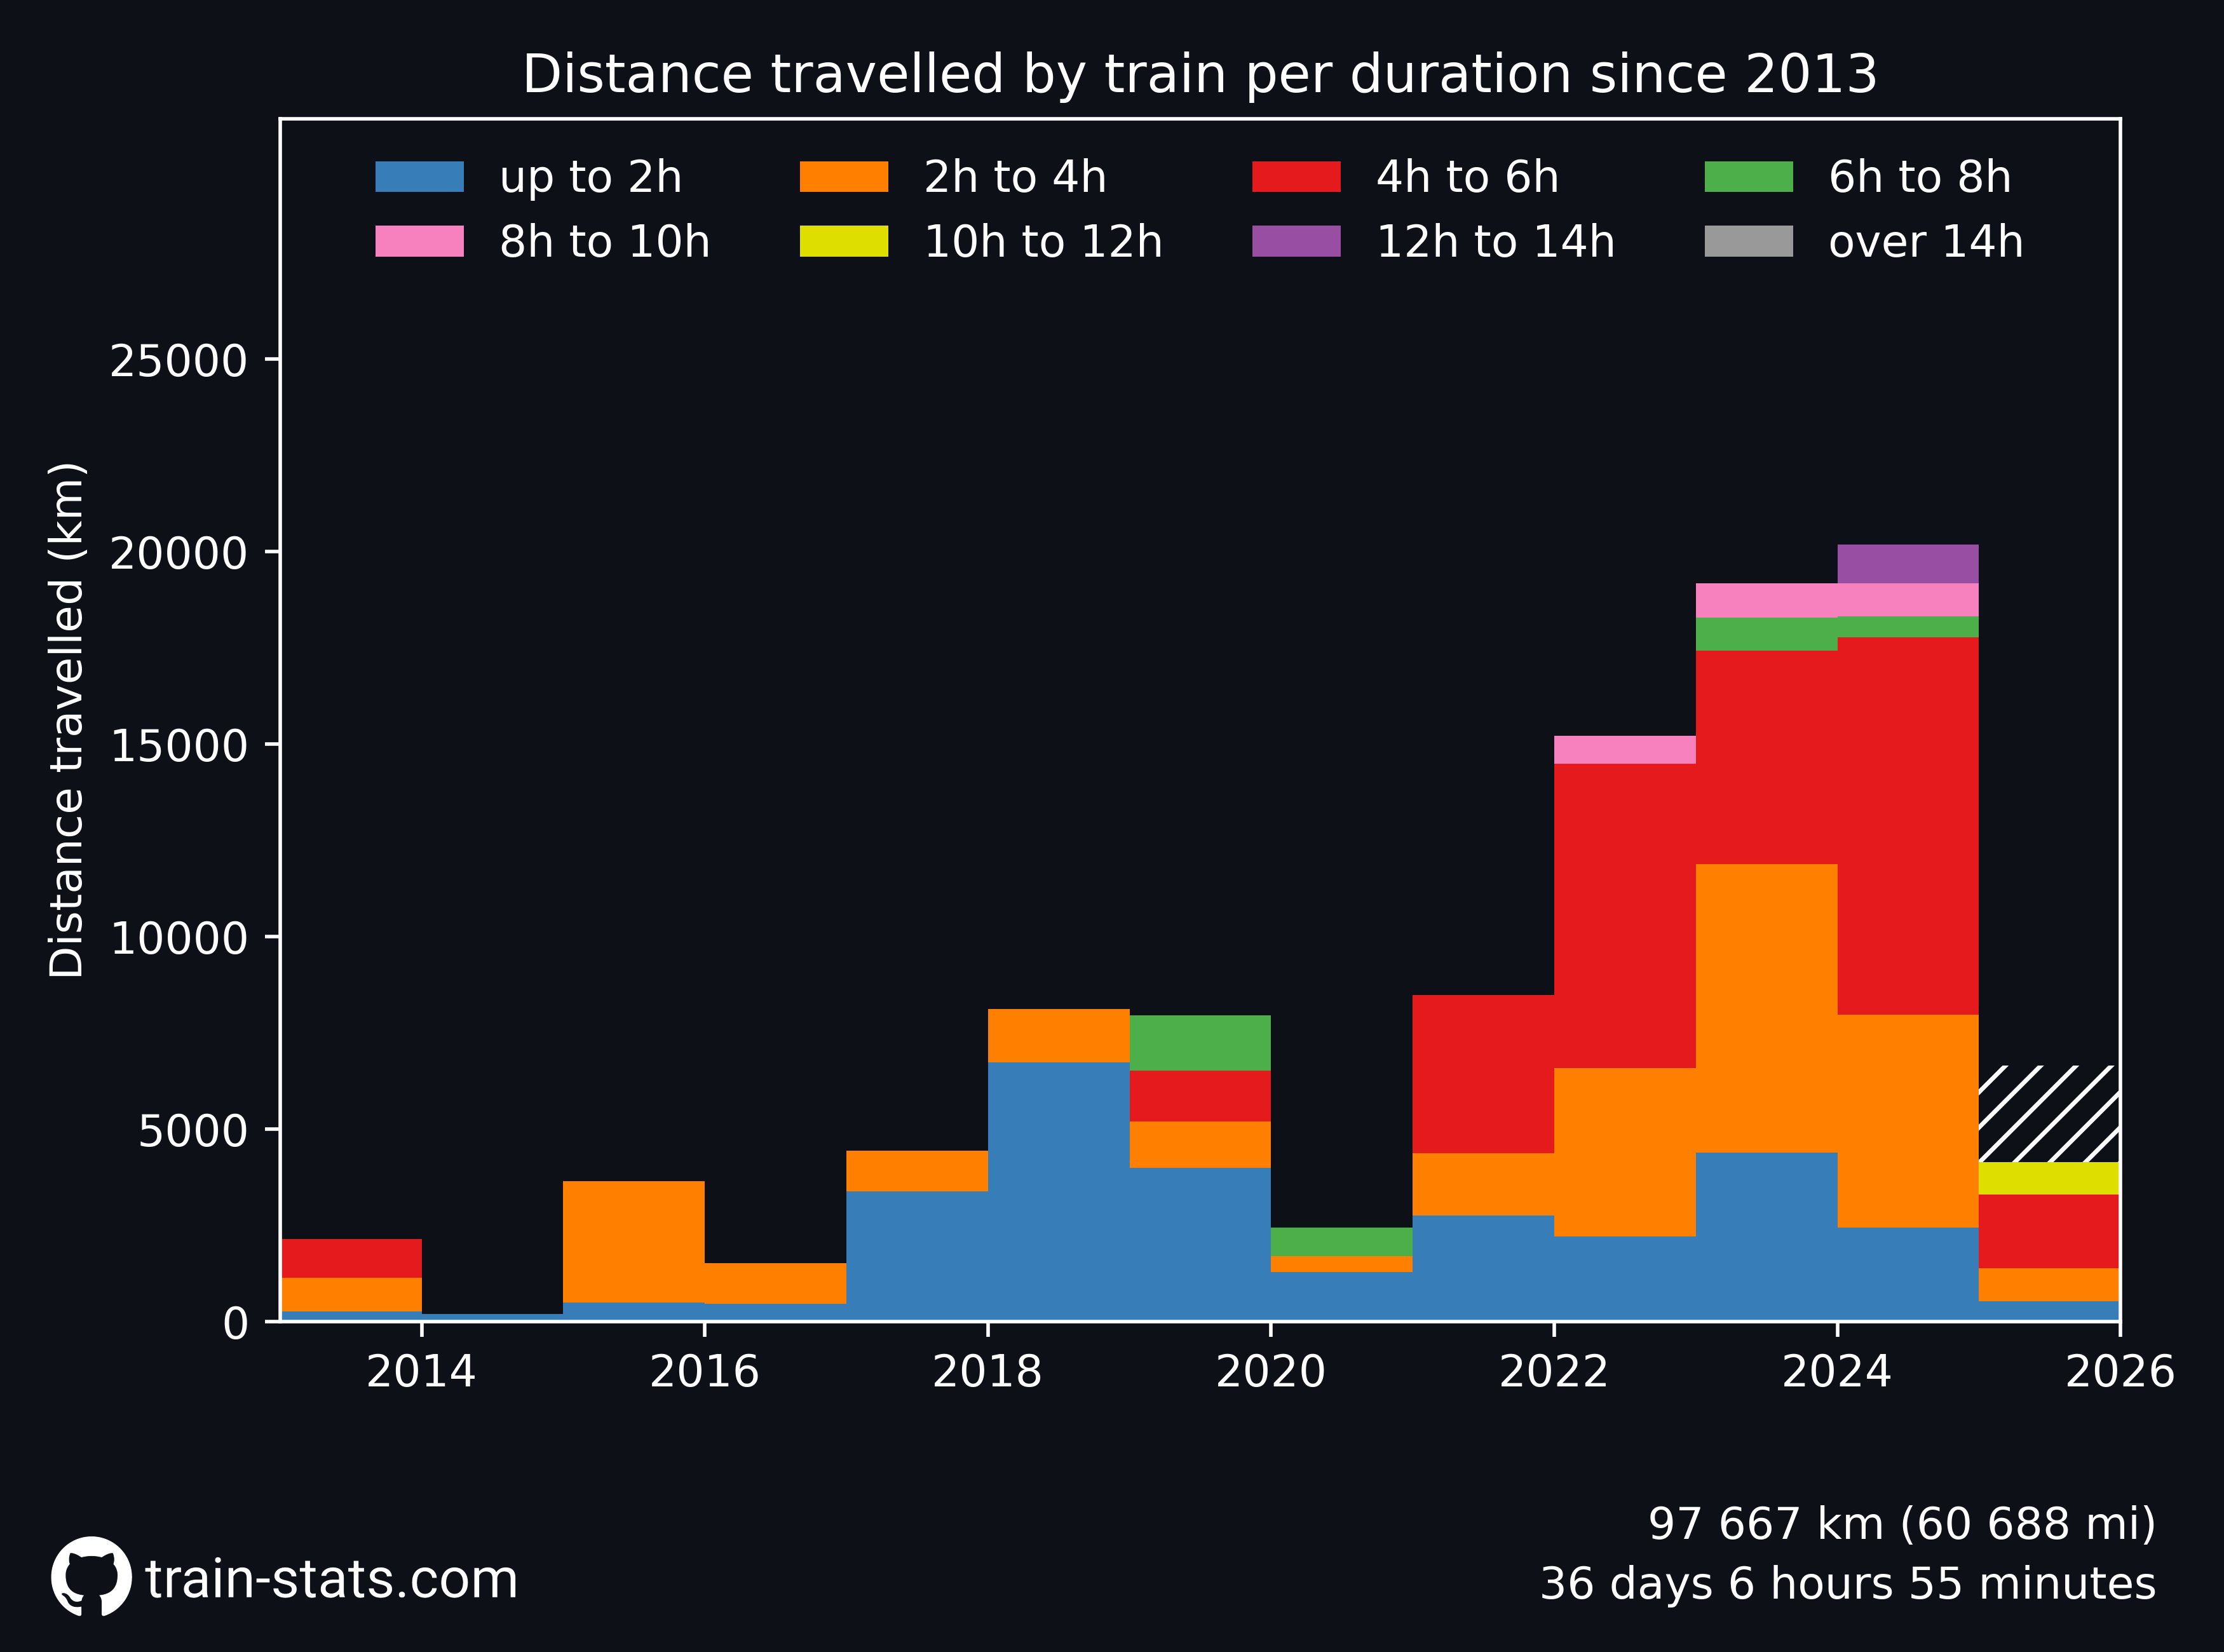 Distance travelled by train per duration since 2013
up to 2h 2h to 4h 4h to 6h 6h to 8h
8h to 10h 10h to 12h 12h to 14h over 14h
Distance travelled (km)
25000
20000
15000
10000
5000
0
2014 2016 2018 2020 2022 2024 2026
97 667 km (60 688 mi)
train-stats.com
36 days 6 hours 55 minutes